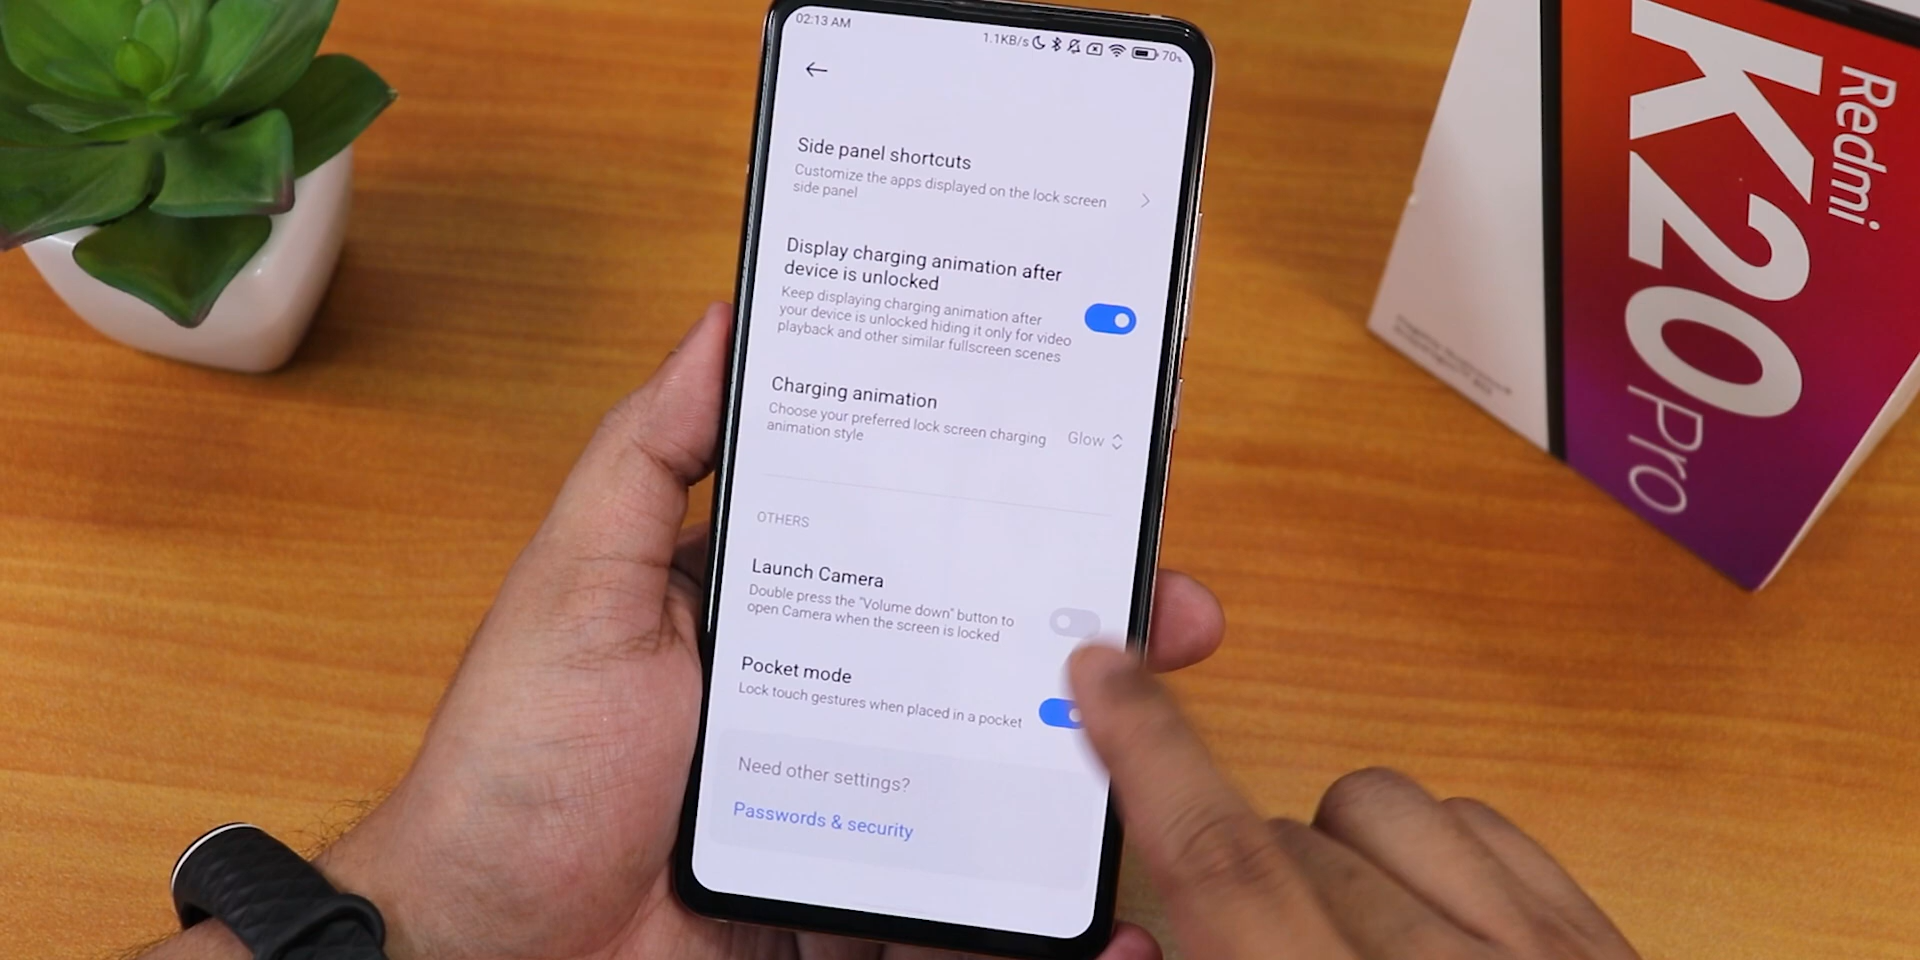 02:13 AM
1.1KB/s
70%
Side panel shortcuts
Customize the apps displayed on the lock screen
side panel
Display charging animation after
device is unlocked
Keep displaying charging animation after
your device is unlocked hiding it only for video
playback and other similar fullscreen scenes
Charging animation
Choose your preferred lock screen charging
animation style
Glow
OTHERS
Launch Camera
Double press the "Volume down" button to
open Camera when the screen is locked
Pocket mode
Lock touch gestures when placed in a pocket
Need other settings?
Passwords & security
Redmi
K20 Pro